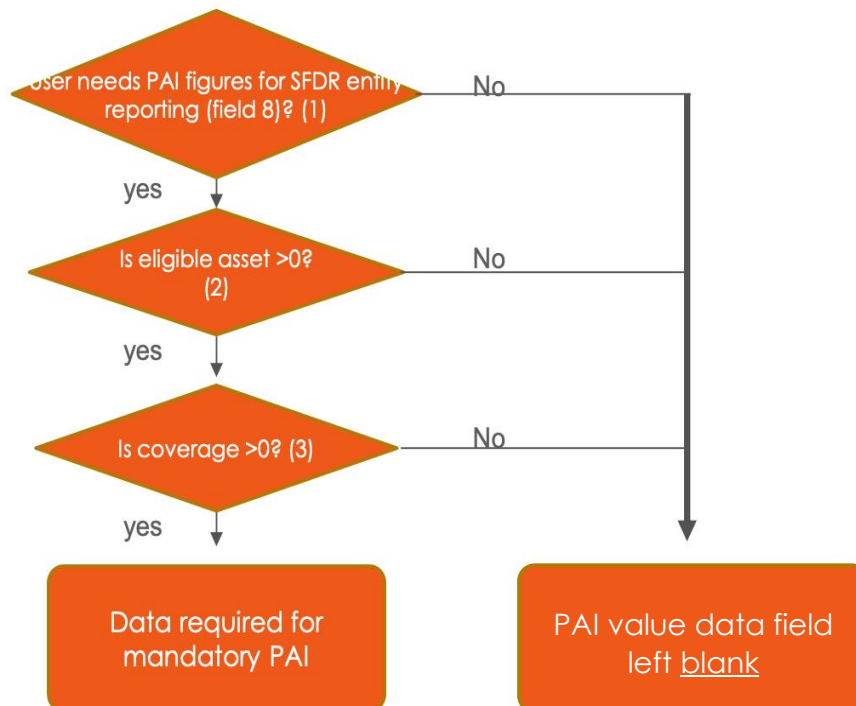 user needs PAI figures for SFDR entity
reporting (field 8)? (1)
No
yes
Is eligible asset >0?
(2)
No
yes
Is coverage >0? (3)
No
yes
Data required for
mandatory PAI
PAI value data field
left blank